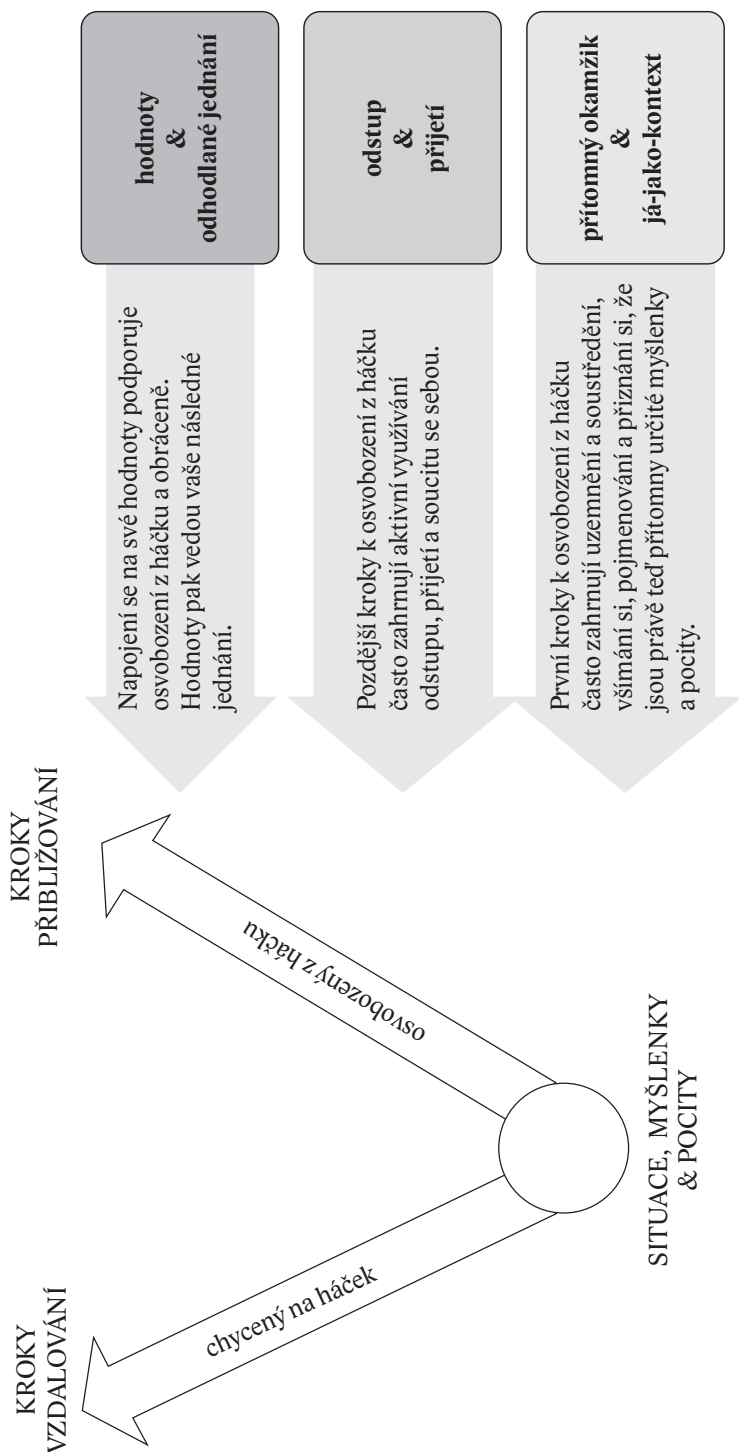 KROKY
VZDALOVÁNÍ
KROKY
PŘIBLIŽOVÁNÍ
chycený na háček
osvobozený z háčku
SITUACE, MYŠLENKY
& POCITY
Napojení se na své hodnoty podporuje
osvobození z háčku a obráceně.
Hodnoty pak vedou vaše následné
jednání.
hodnoty
&
odhodlané jednání
Pozdější kroky k osvobození z háčku
často zahrnují aktivní využívání
odstupu, přijetí a soucitu se sebou.
odstup
&
přijetí
První kroky k osvobození z háčku
často zahrnují uzemnění a soustředění,
všímání si, pojmenování a přiznání si, že
jsou právě teď přítomny určité myšlenky
a pocity.
přítomný okamžik
&
já-jako-kontext